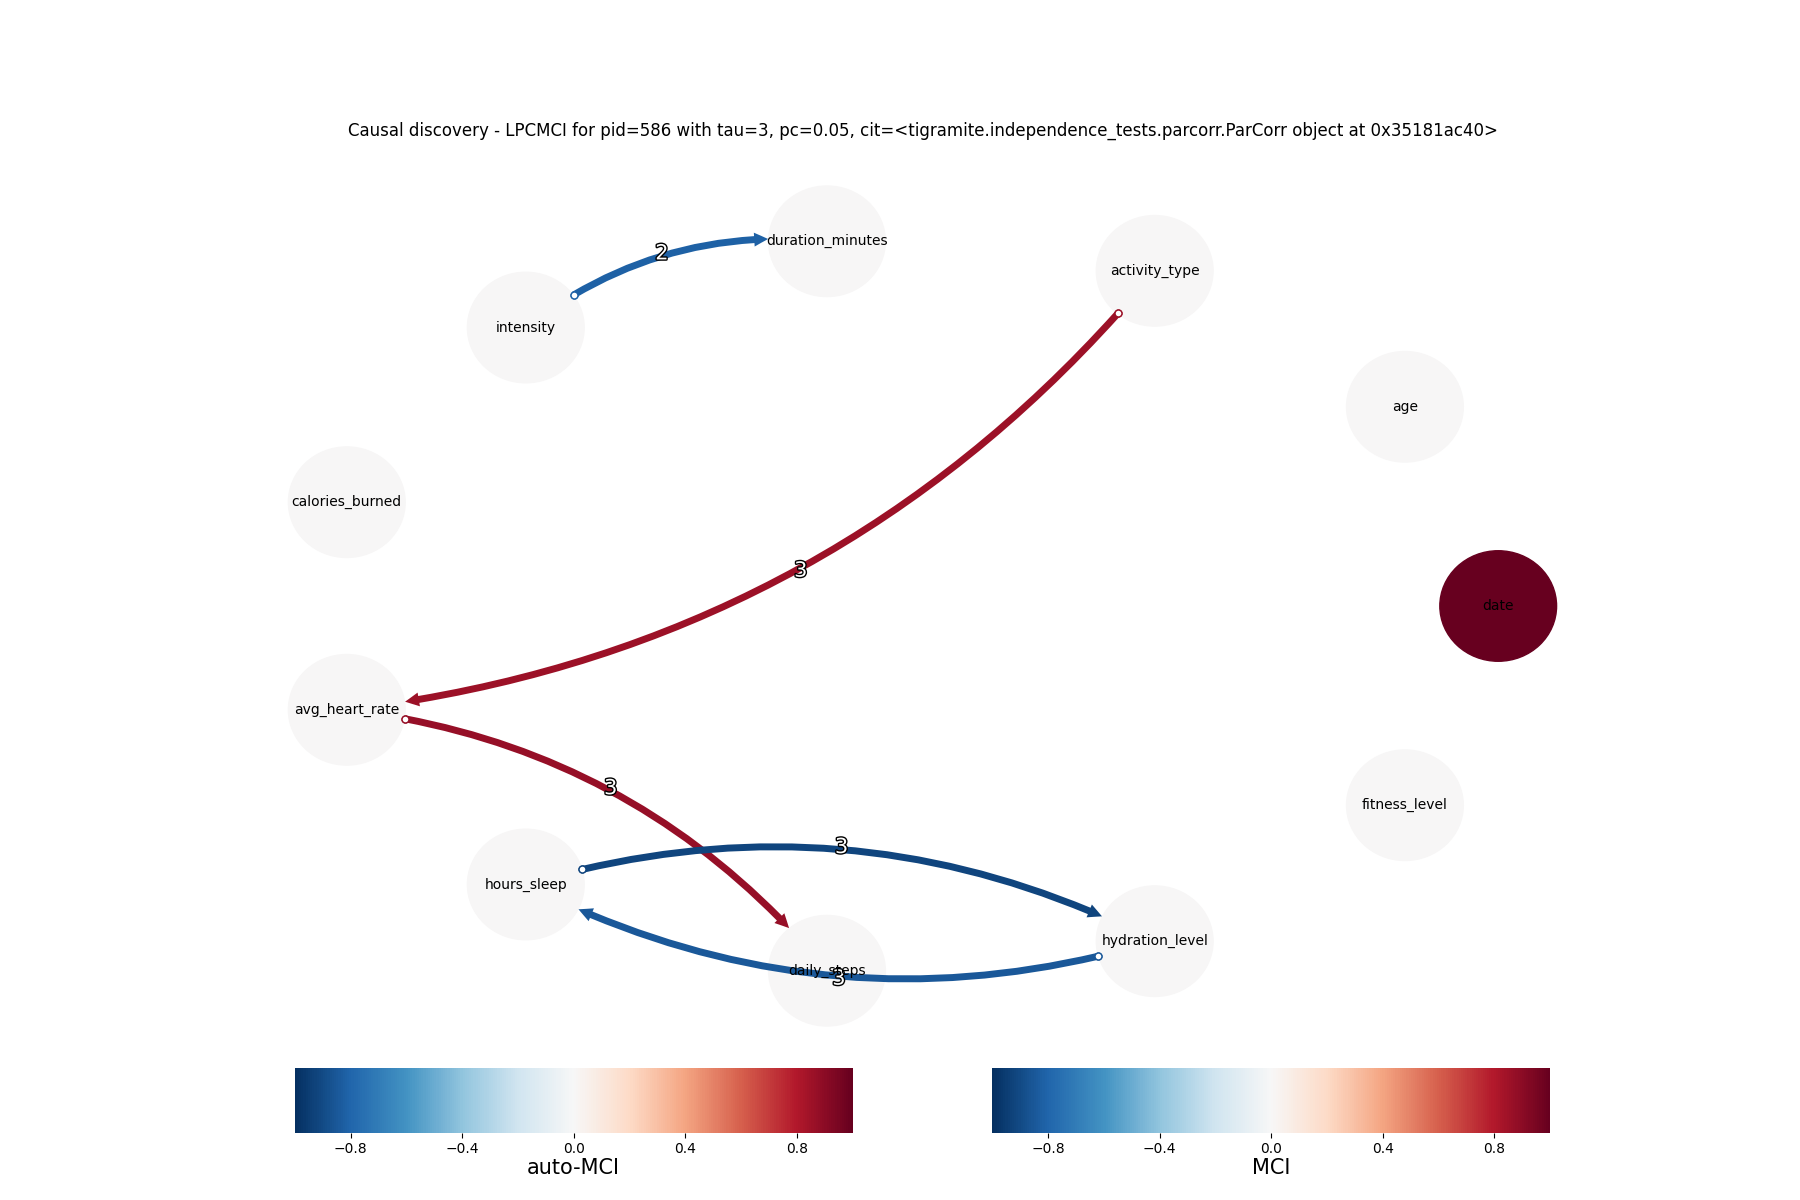 Causal discovery - LPCMCI for pid=586 with tau=3, pc=0.05, cit=<tigramite.independence_tests.parcorr.ParCorr object at 0x35181ac40>
duration_minutes
2
activity_type
intensity
age
calories_burned
3
date
avg_heart_rate
3
fitness_level
3
hours_sleep
hydration_level
daily_steps
3
−0.8 −0.4 0.0 0.4 0.8
auto-MCI
−0.8 −0.4 0.0 0.4 0.8
MCI